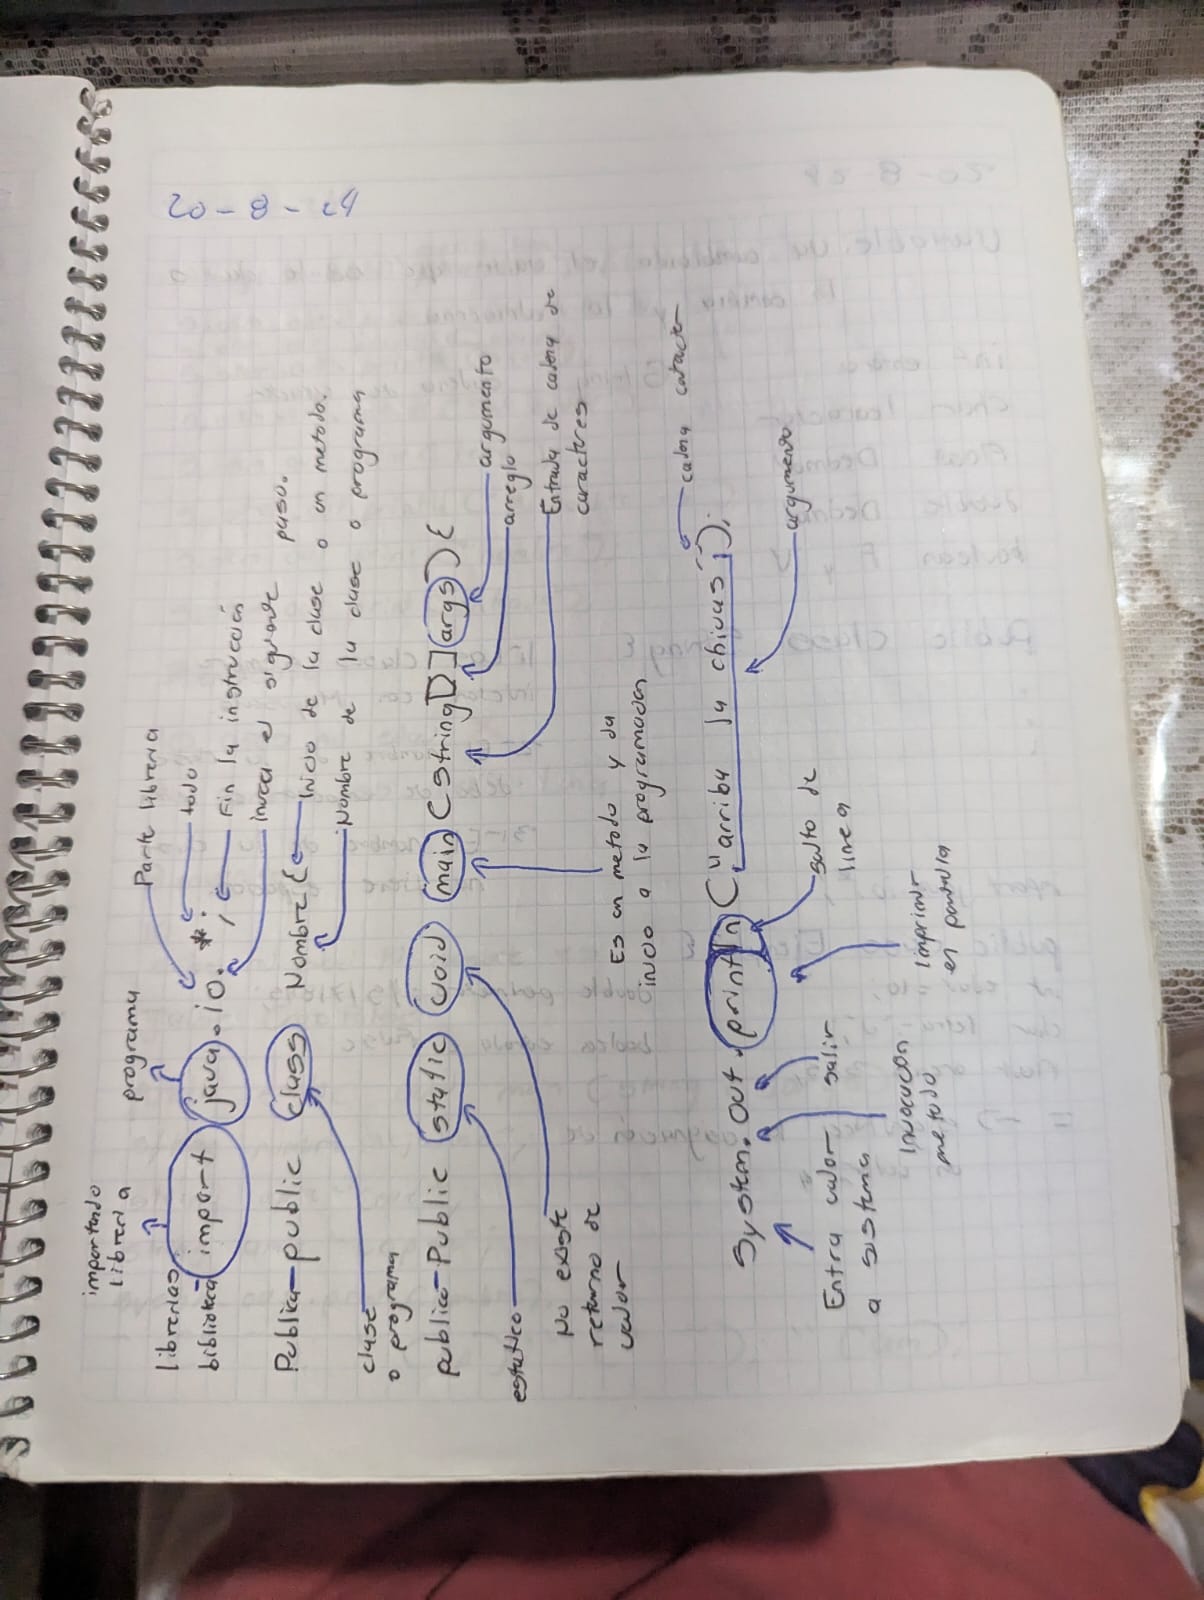 20-8-24
importando
libreria
programa
Parte libreria
librerias
biblioteca-import java.io.*;
todo
Fin la instrucción
invoca el siguiente paso.
Publica-public class Nombre{
Inicio de la clase o un metodo.
Nombre de la clase o programa
clase
o programa
publico-Public static void main (String[] args) {
argumento
arreglo
Entrada de cadena de
caracteres
estatico
No existe
retorno de
valor
Es un metodo y da
inicio a la programacion
System.out.println("arriba la chivas");
cadena caracter
argumento
salto de
linea
Entra valor
a sistema
salir
Invocacion
metodo
Imprimir
en pantalla